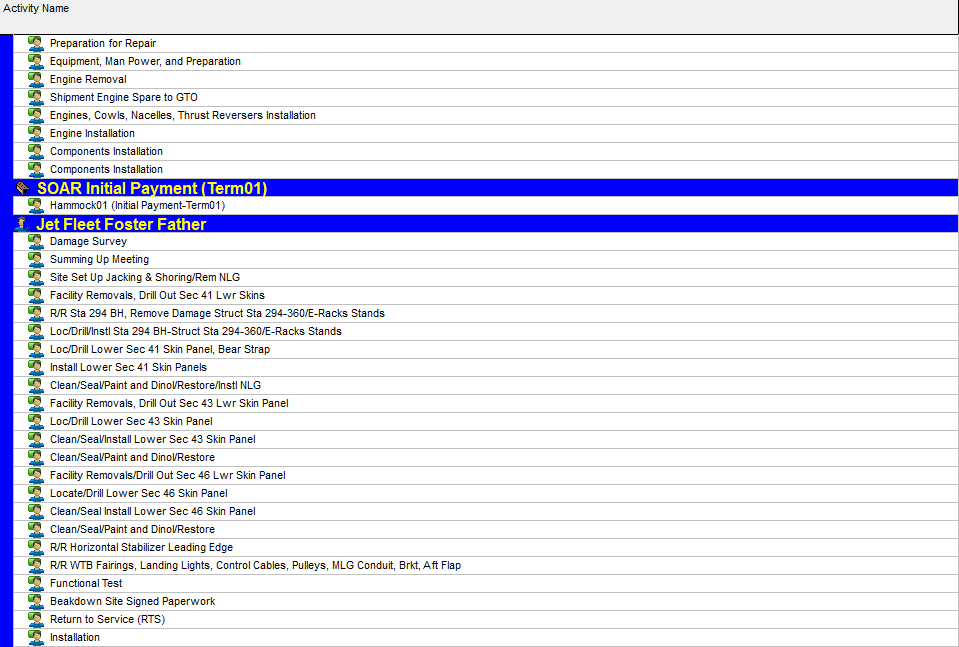 Activity Name
Preparation for Repair
Equipment, Man Power, and Preparation
Engine Removal
Shipment Engine Spare to GTO
Engines, Cowls, Nacelles, Thrust Reversers Installation
Engine Installation
Components Installation
Components Installation
SOAR Initial Payment (Term01)
Hammock01 (Initial Payment-Term01)
Jet Fleet Foster Father
Damage Survey
Summing Up Meeting
Site Set Up Jacking & Shoring/Rem NLG
Facility Removals, Drill Out Sec 41 Lwr Skins
R/R Sta 294 BH, Remove Damage Struct Sta 294-360/E-Racks Stands
Loc/Drill/Instl Sta 294 BH-Struct Sta 294-360/E-Racks Stands
Loc/Drill Lower Sec 41 Skin Panel, Bear Strap
Install Lower Sec 41 Skin Panels
Clean/Seal/Paint and Dinol/Restore/Instl NLG
Facility Removals, Drill Out Sec 43 Lwr Skin Panel
Loc/Drill Lower Sec 43 Skin Panel
Clean/Seal/Install Lower Sec 43 Skin Panel
Clean/Seal/Paint and Dinol/Restore
Facility Removals/Drill Out Sec 46 Lwr Skin Panel
Locate/Drill Lower Sec 46 Skin Panel
Clean/Seal Install Lower Sec 46 Skin Panel
Clean/Seal/Paint and Dinol/Restore
R/R Horizontal Stabilizer Leading Edge
R/R WTB Fairings, Landing Lights, Control Cables, Pulleys, MLG Conduit, Brkt, Aft Flap
Functional Test
Beakdown Site Signed Paperwork
Return to Service (RTS)
Installation